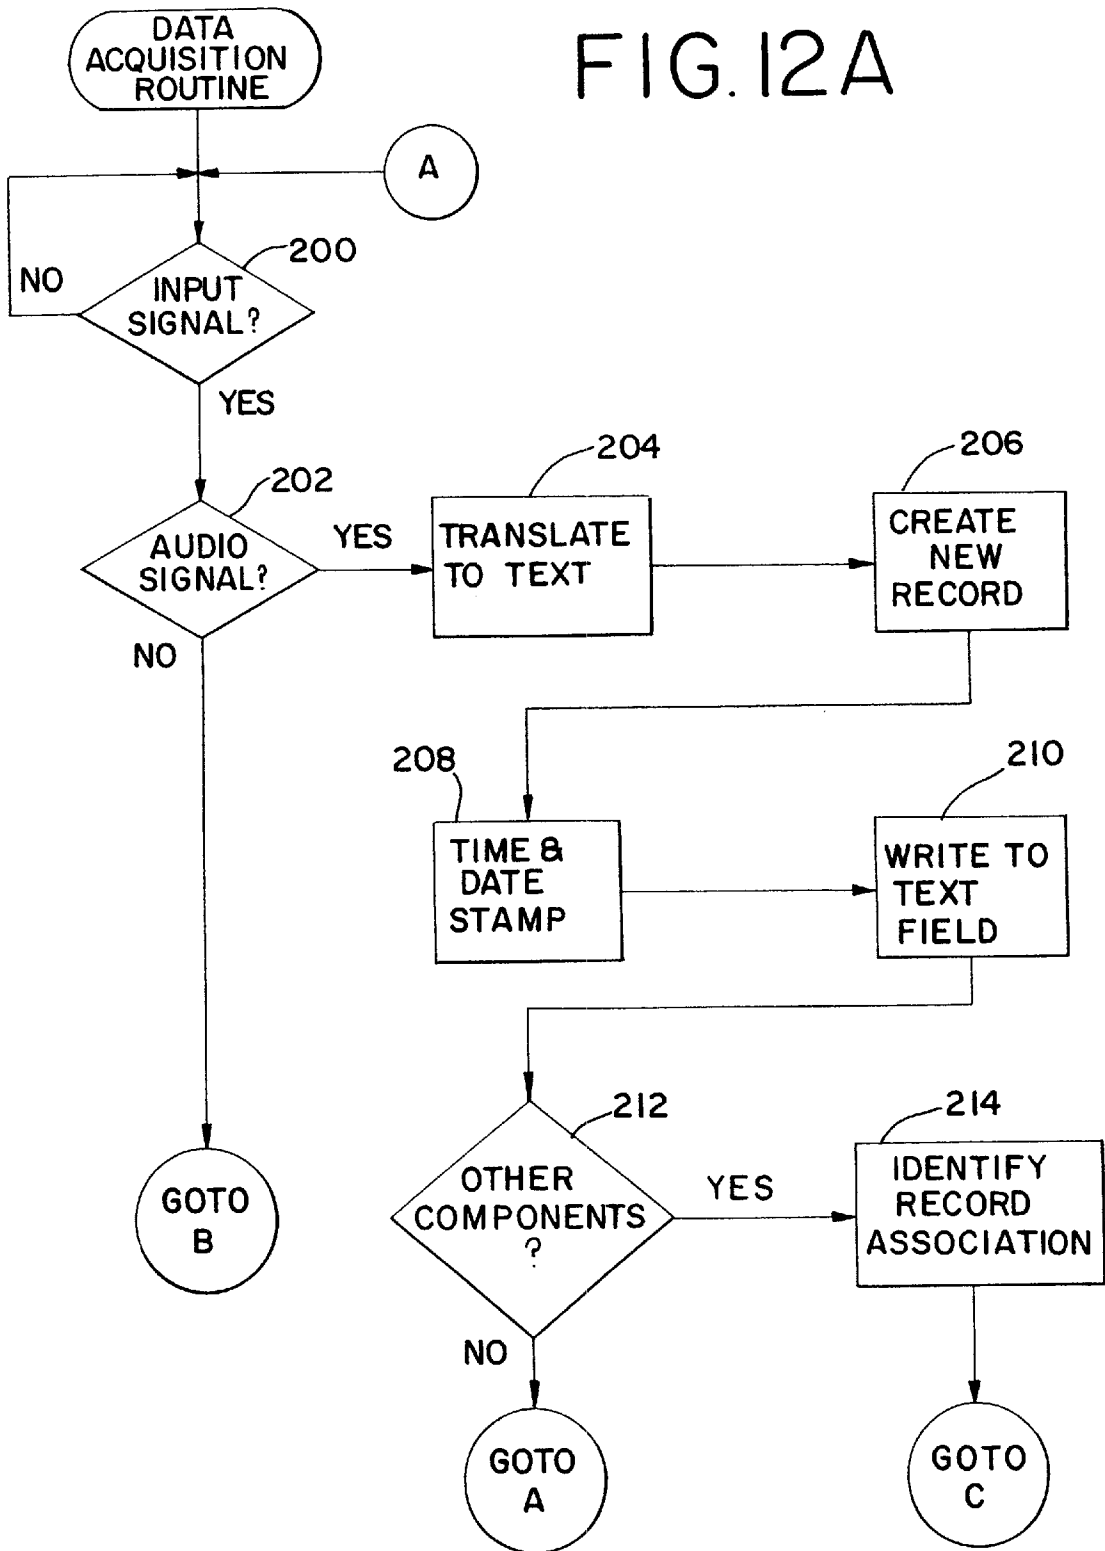 FIG. 12A
DATA
ACQUISITION
ROUTINE
A
200
NO
INPUT
SIGNAL?
YES
202
AUDIO
SIGNAL?
YES
NO
204
TRANSLATE
TO TEXT
206
CREATE
NEW
RECORD
208
TIME &
DATE
STAMP
210
WRITE TO
TEXT
FIELD
212
OTHER
COMPONENTS
?
YES
NO
214
IDENTIFY
RECORD
ASSOCIATION
GOTO
B
GOTO
A
GOTO
C